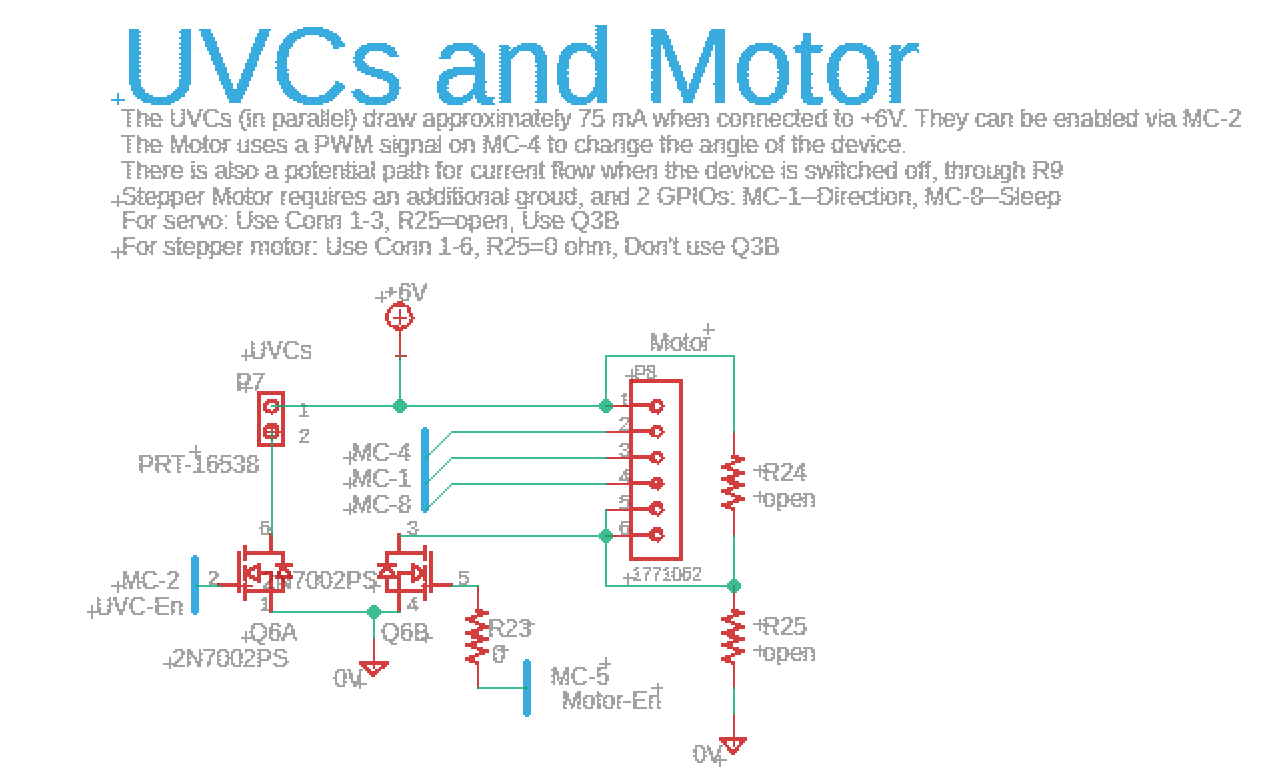 UVCs and Motor
The UVCs (in parallel) draw approximately 75 mA when connected to +6V. They can be enabled via MC-2
The Motor uses a PWM signal on MC-4 to change the angle of the device.
There is also a potential path for current flow when the device is switched off, through R9
Stepper Motor requires an additional groud, and 2 GPIOs: MC-1--Direction, MC-8--Sleep
For servo: Use Conn 1-3, R25=open, Use Q3B
For stepper motor: Use Conn 1-6, R25=0 ohm, Don't use Q3B
+6V
UVCs
Motor
P7
1
2
PRT-16538
1
2
3
4
5
6
MC-4
MC-1
MC-8
R24
open
6
3
MC-2
UVC-En
2
2N7002PS
5
1
4
Q6A
Q6B
2N7002PS
0V
R23
0
MC-5
Motor-En
R25
open
0V